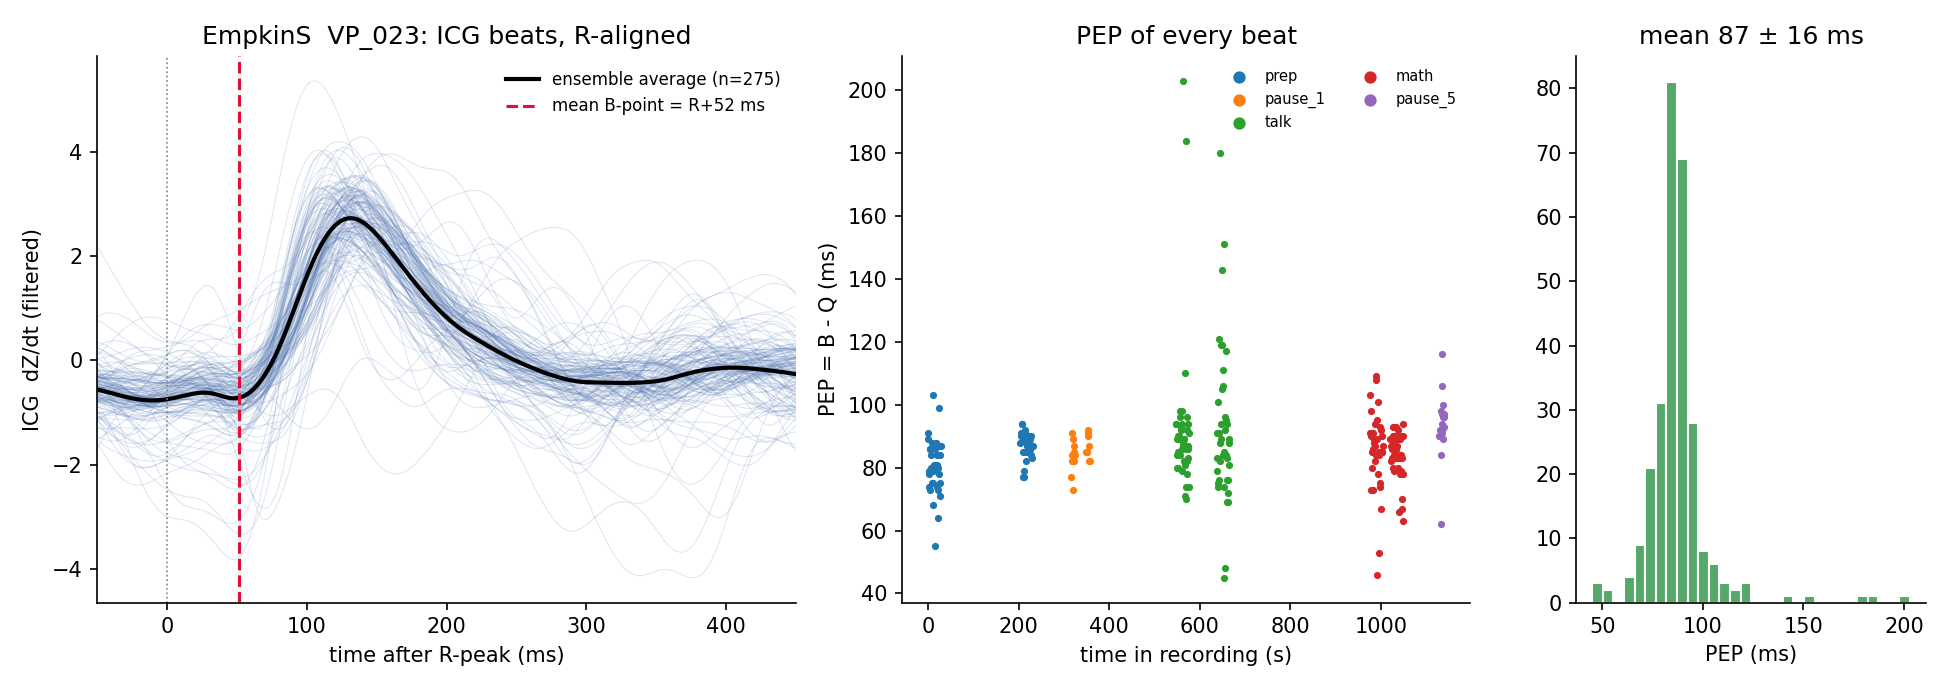 EmpkinS  VP_023: ICG beats, R-aligned
ensemble average (n=275)
mean B-point = R+52 ms
ICG  dZ/dt (filtered)
4
2
0
−2
−4
0
100
200
300
400
time after R-peak (ms)
PEP of every beat
prep
pause_1
talk
math
pause_5
PEP = B - Q (ms)
200
180
160
140
120
100
80
60
40
0
200
400
600
800
1000
time in recording (s)
mean 87 ± 16 ms
80
70
60
50
40
30
20
10
0
50
100
150
200
PEP (ms)